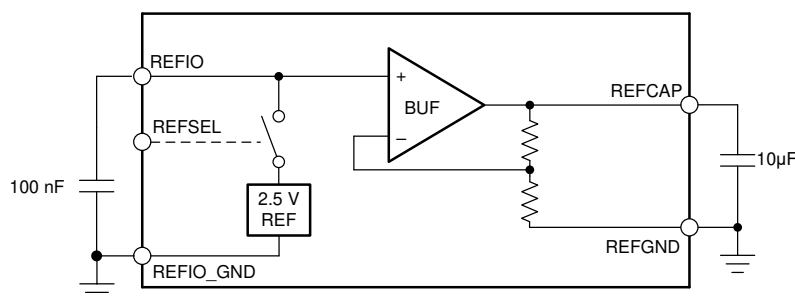 REFIO
REFCAP
+
BUF
−
REFSEL
10µF
100 nF
2.5 V
REF
REFGND
REFIO_GND